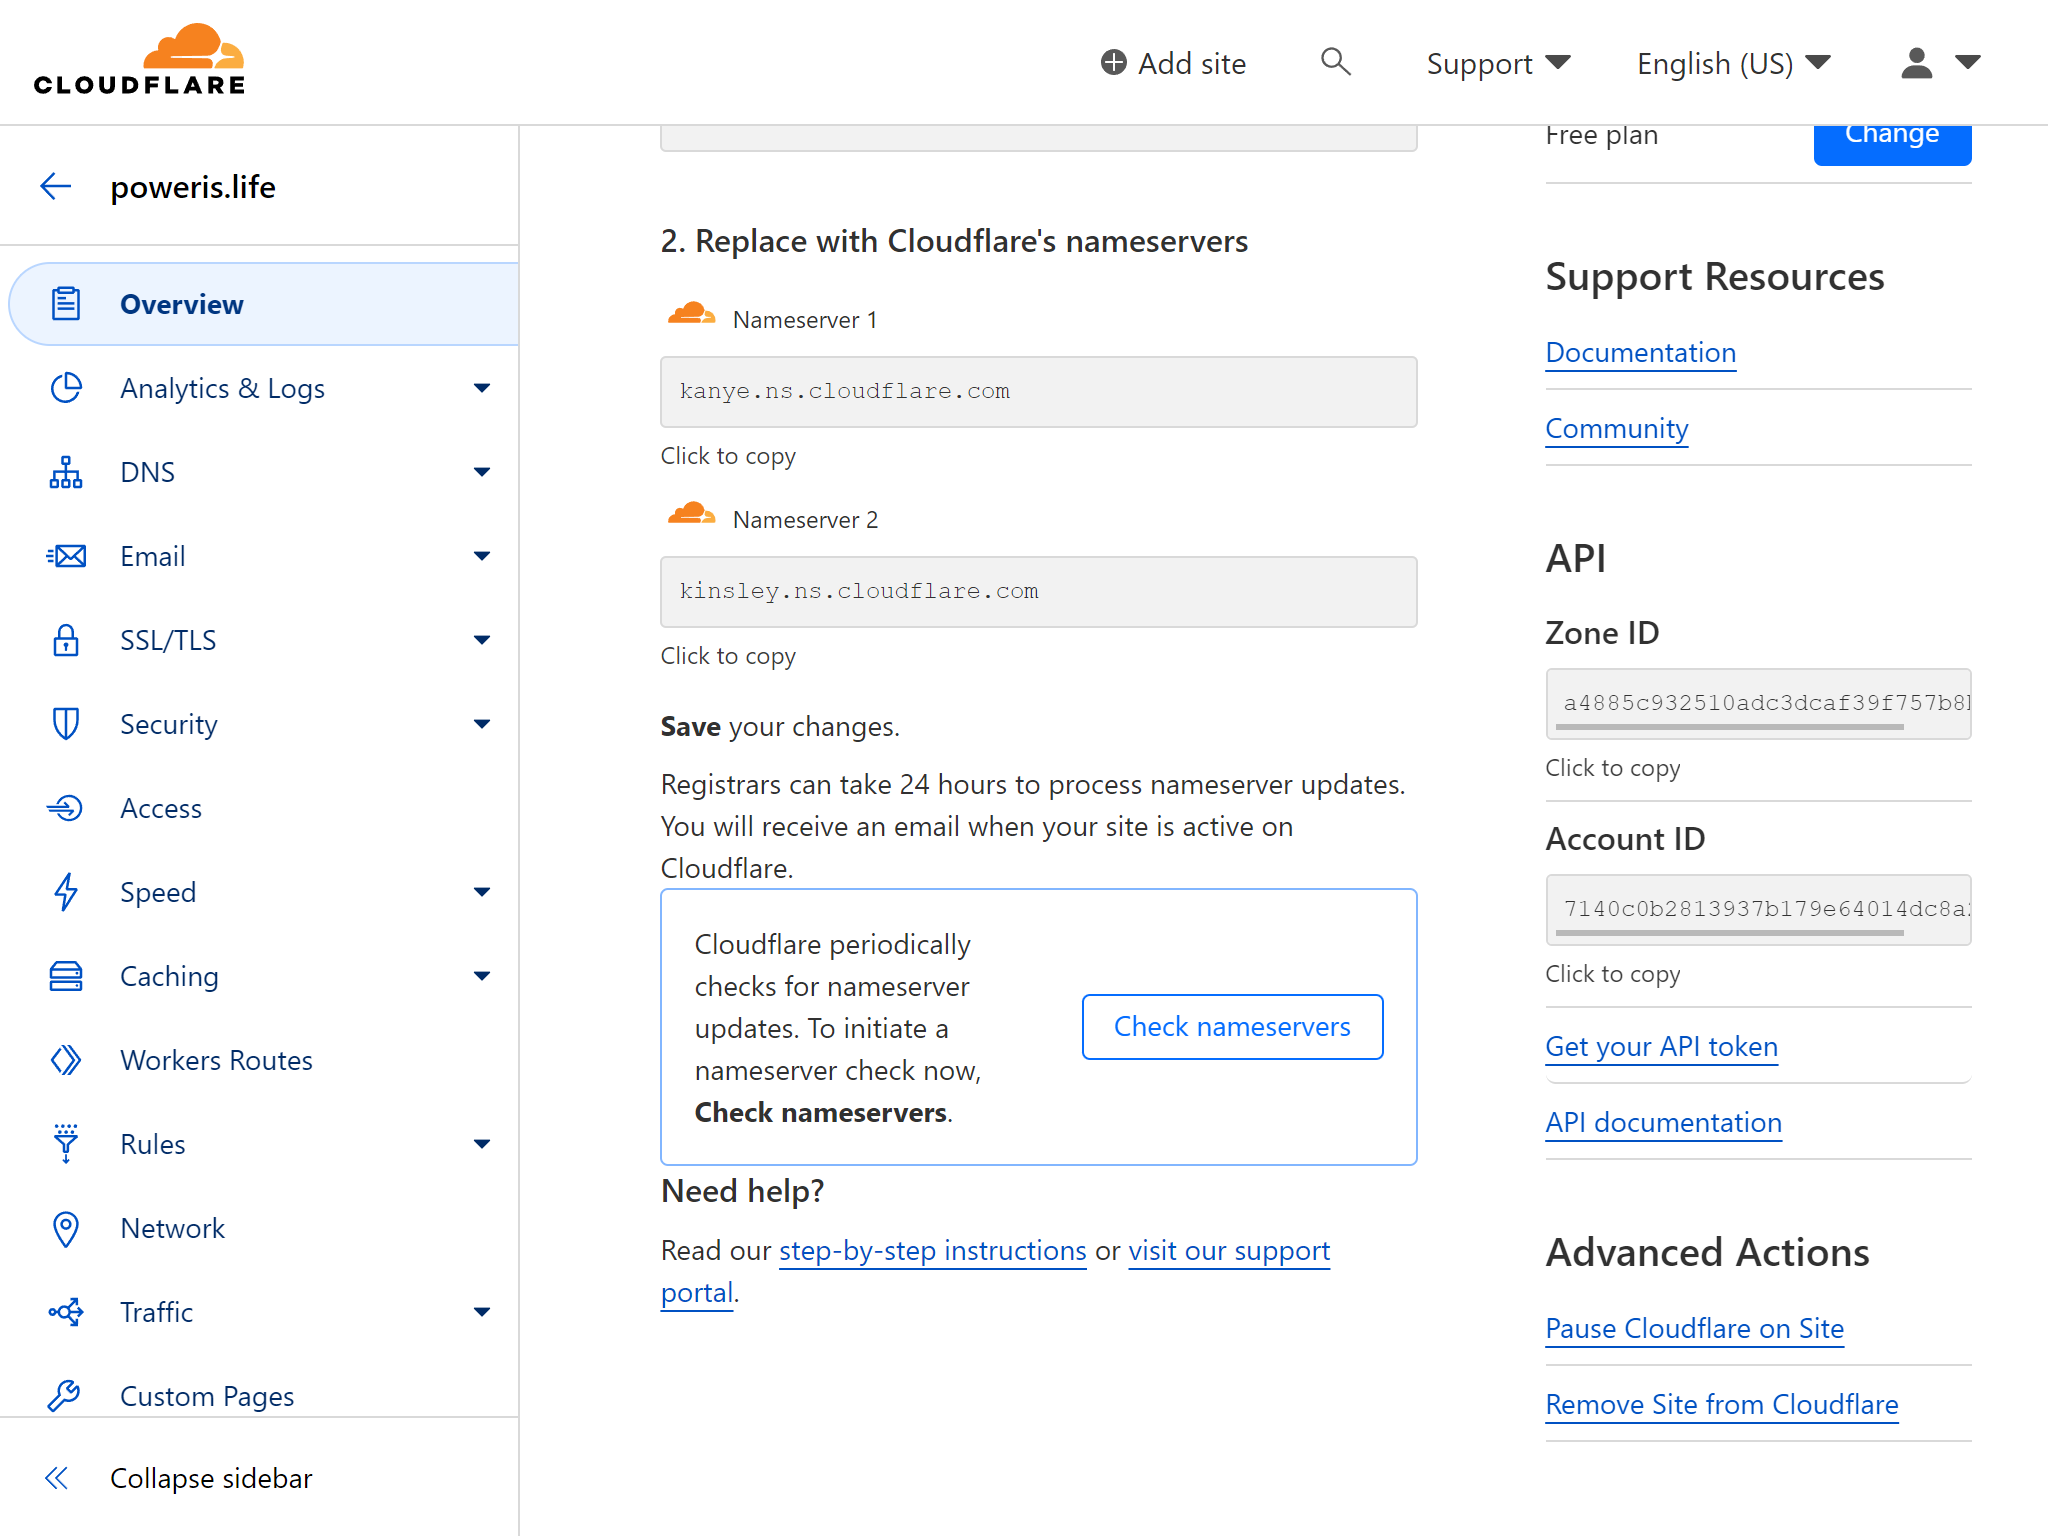 CLOUDFLARE
Add site
Support
English (US)
poweris.life
Overview
Analytics & Logs
DNS
Email
SSL/TLS
Security
Access
Speed
Caching
Workers Routes
Rules
Network
Traffic
Custom Pages
Collapse sidebar
2. Replace with Cloudflare's nameservers
Nameserver 1
kanye.ns.cloudflare.com
Click to copy
Nameserver 2
kinsley.ns.cloudflare.com
Click to copy
Save your changes.
Registrars can take 24 hours to process nameserver updates.
You will receive an email when your site is active on
Cloudflare.
Cloudflare periodically
checks for nameserver
updates. To initiate a
nameserver check now,
Check nameservers.
Check nameservers
Need help?
Read our step-by-step instructions or visit our support
portal.
Free plan
Change
Support Resources
Documentation
Community
API
Zone ID
a4885c932510adc3dcaf39f757b8
Click to copy
Account ID
7140c0b2813937b179e64014dc8a
Click to copy
Get your API token
API documentation
Advanced Actions
Pause Cloudflare on Site
Remove Site from Cloudflare